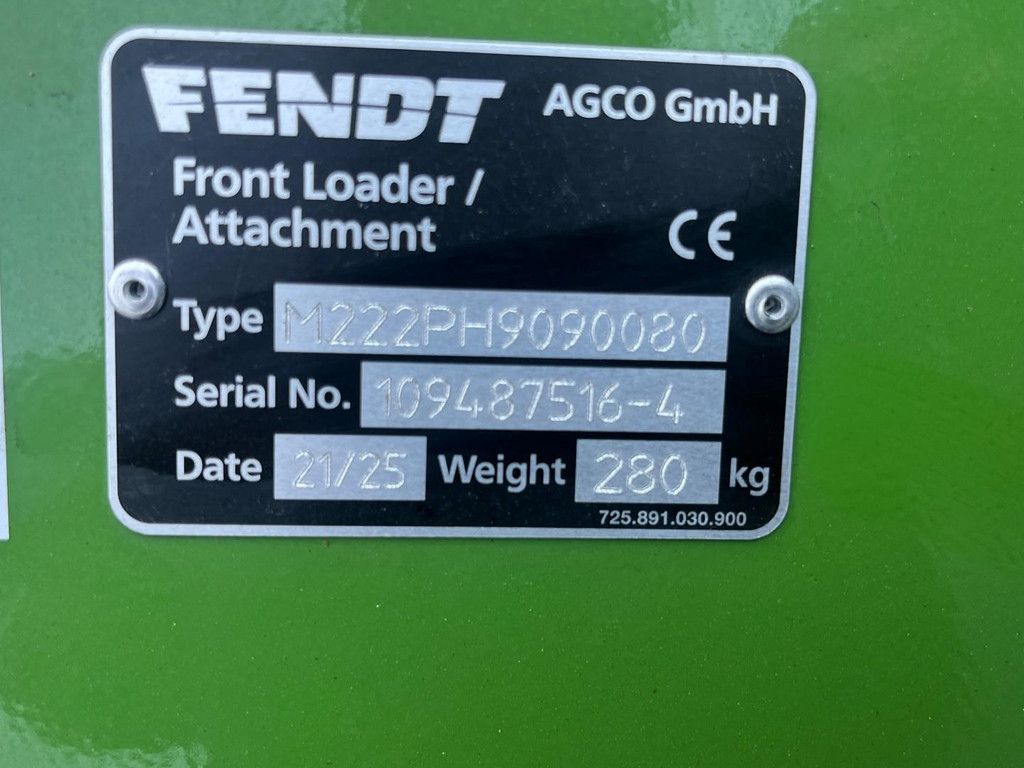 FENDT AGCO GmbH
Front Loader /
Attachment CE
Type M222PH9090080
Serial No. 109487516-4
Date 21/25 Weight 280 kg
725.891.030.900